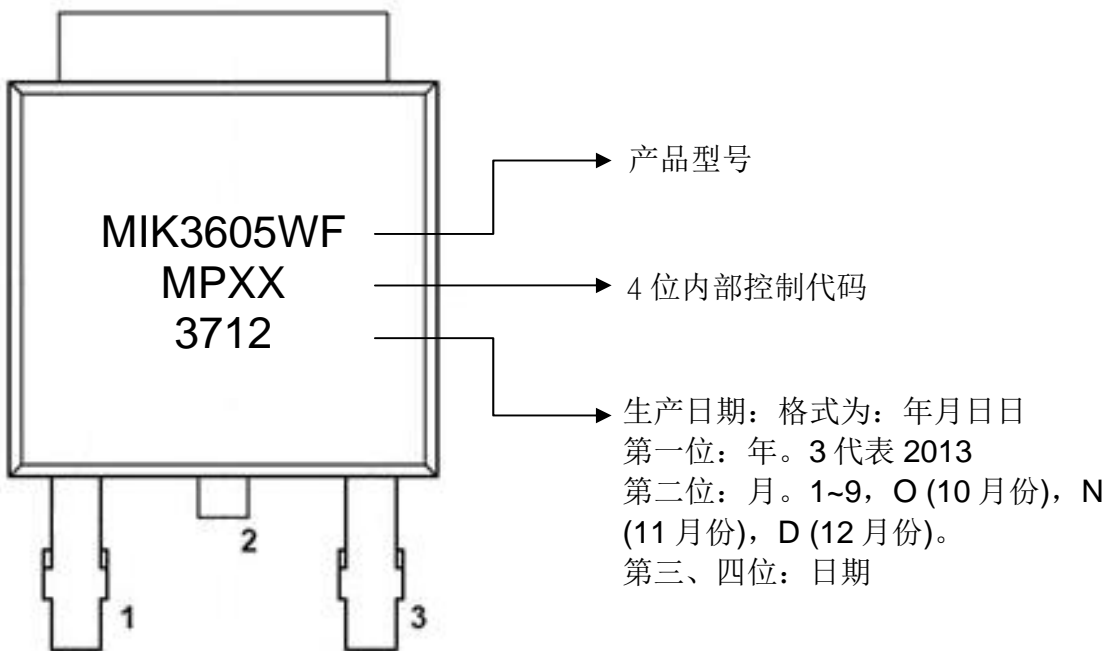 产品型号
MIK3605WF
MPXX
4 位内部控制代码
3712
生产日期：格式为：年月日日
第一位：年。3 代表 2013
第二位：月。1~9，O (10 月份)，N
(11 月份)，D (12 月份)。
第三、四位：日期
2
1
3